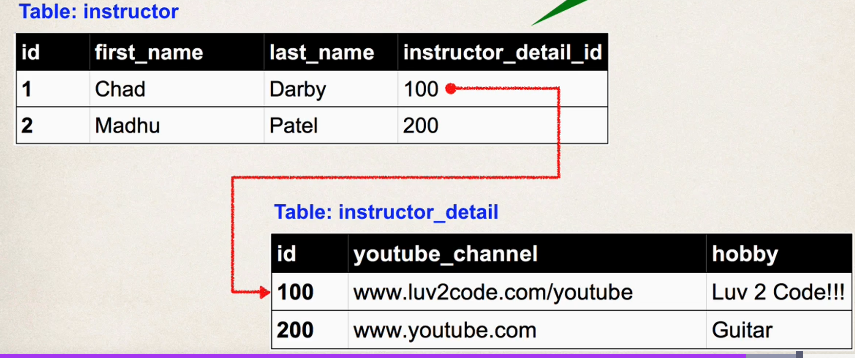 Table: instructor
id first_name last_name instructor_detail_id
1 Chad Darby 100
2 Madhu Patel 200
Table: instructor_detail
id youtube_channel hobby
100 www.luv2code.com/youtube Luv 2 Code!!!
200 www.youtube.com Guitar